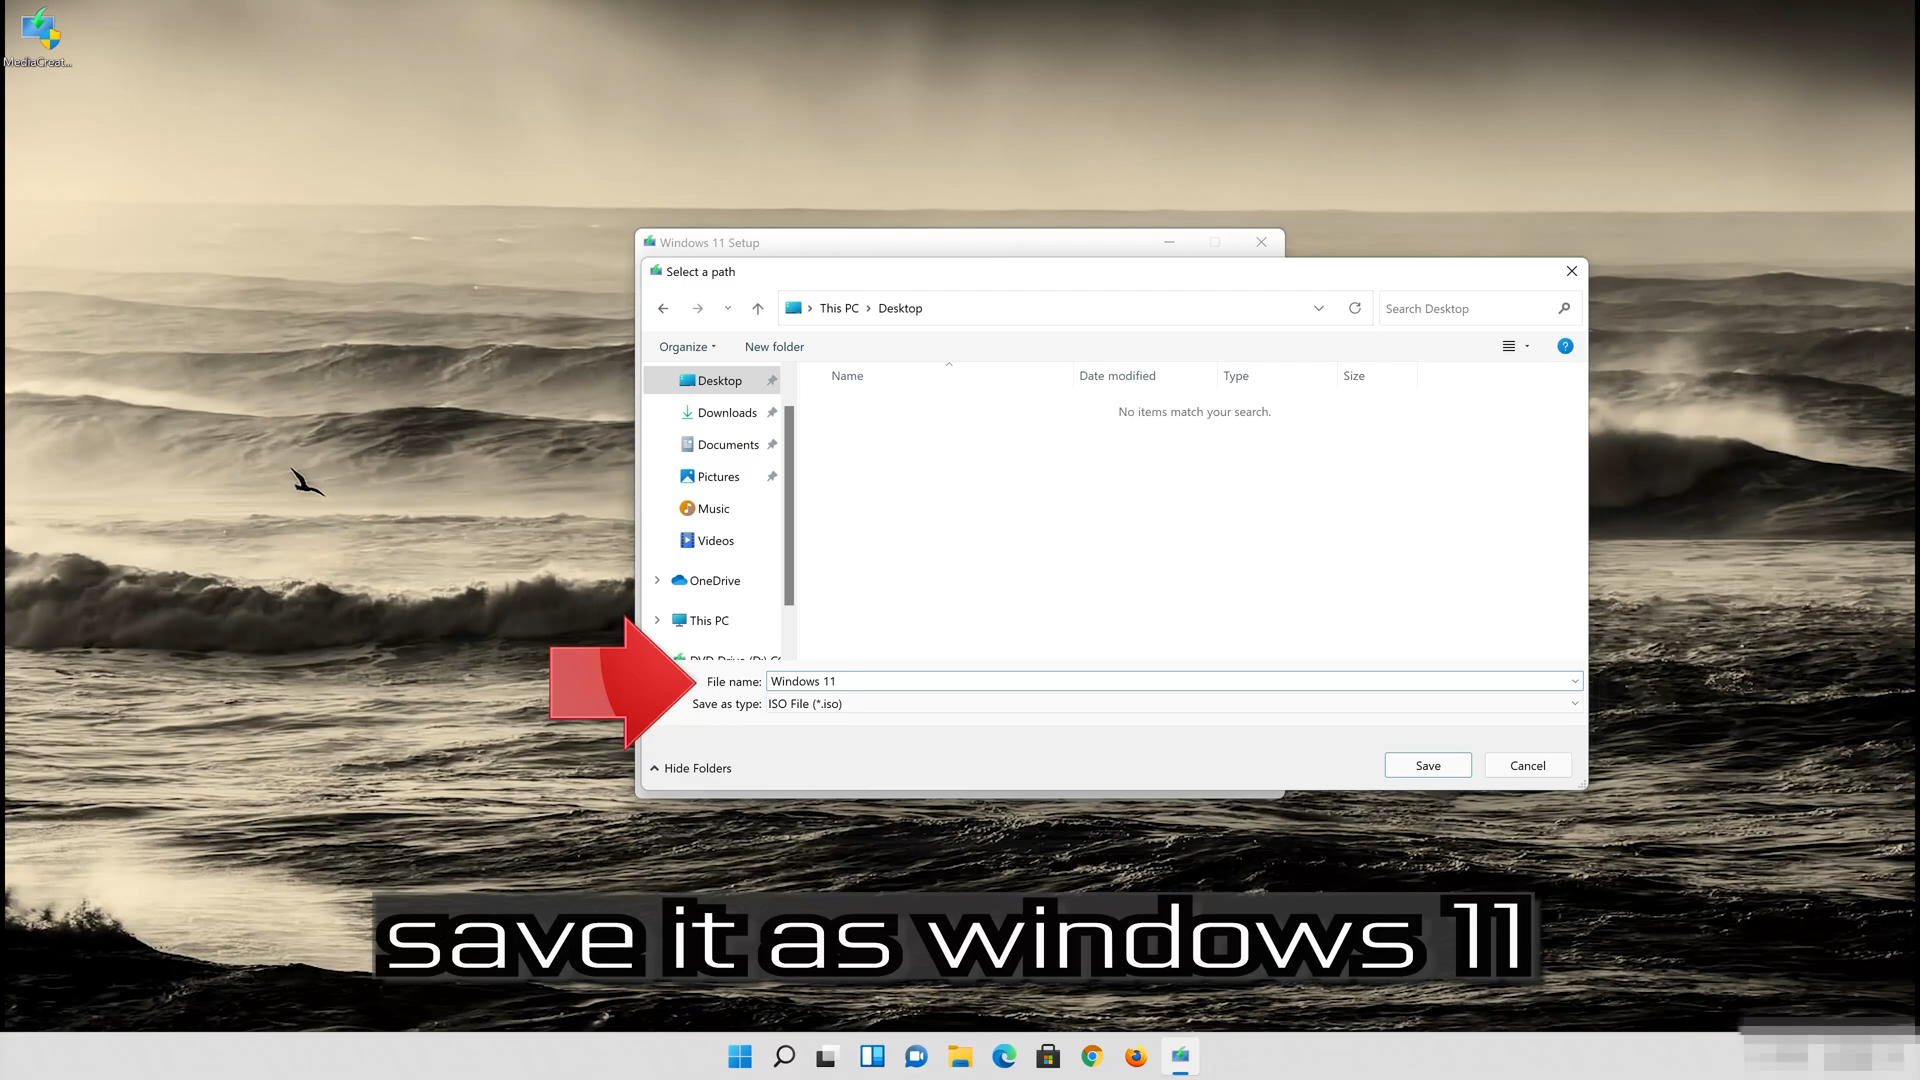 MediaCreat...
Windows 11 Setup
Select a path
This PC
Desktop
Search Desktop
Organize
New folder
Name
Date modified
Type
Size
No items match your search.
Desktop
Downloads
Documents
Pictures
Music
Videos
OneDrive
This PC
DVD Drive (D:)
File name: Windows 11
Save as type: ISO File (*.iso)
Hide Folders
Save
Cancel
save it as windows 11